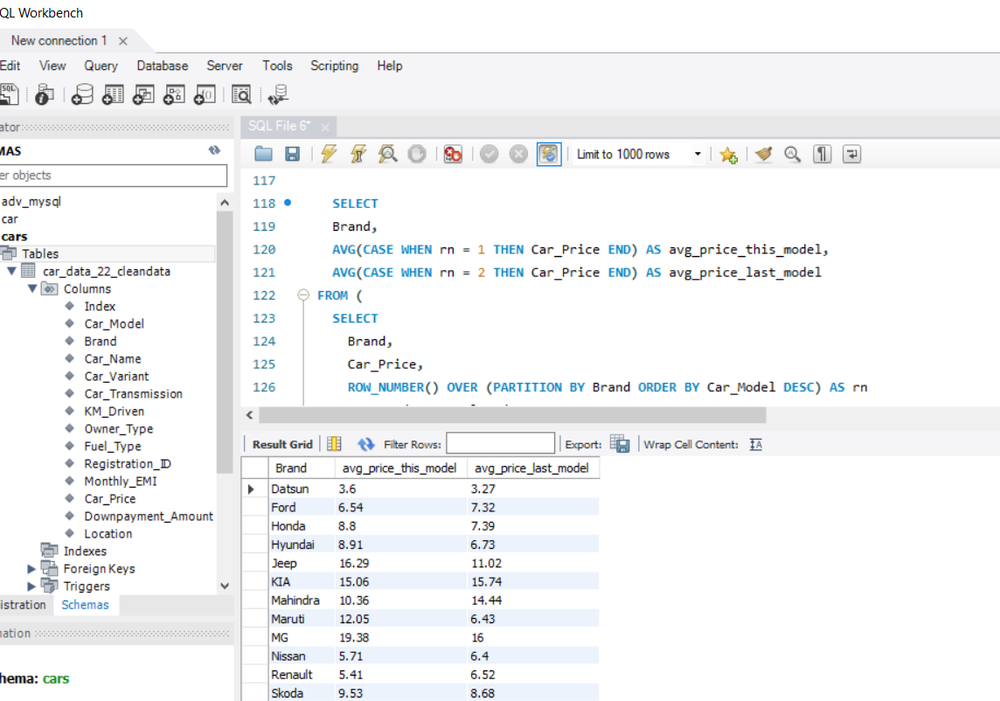 QL Workbench
New connection 1
Edit View Query Database Server Tools Scripting Help
ator
SQL File 6*
MAS
er objects
Limit to 1000 rows
adv_mysql
car
cars
Tables
car_data_22_cleandata
Columns
Index
Car_Model
Brand
Car_Name
Car_Variant
Car_Transmission
KM_Driven
Owner_Type
Fuel_Type
Registration_ID
Monthly_EMI
Car_Price
Downpayment_Amount
Location
Indexes
Foreign Keys
Triggers
istration Schemas
mation
hema: cars
117
118 SELECT
119 Brand,
120 AVG(CASE WHEN rn = 1 THEN Car_Price END) AS avg_price_this_model,
121 AVG(CASE WHEN rn = 2 THEN Car_Price END) AS avg_price_last_model
122 FROM (
123 SELECT
124 Brand,
125 Car_Price,
126 ROW_NUMBER() OVER (PARTITION BY Brand ORDER BY Car_Model DESC) AS rn
Result Grid Filter Rows: Export: Wrap Cell Content:
Brand avg_price_this_model avg_price_last_model
Datsun 3.6 3.27
Ford 6.54 7.32
Honda 8.8 7.39
Hyundai 8.91 6.73
Jeep 16.29 11.02
KIA 15.06 15.74
Mahindra 10.36 14.44
Maruti 12.05 6.43
MG 19.38 16
Nissan 5.71 6.4
Renault 5.41 6.52
Skoda 9.53 8.68